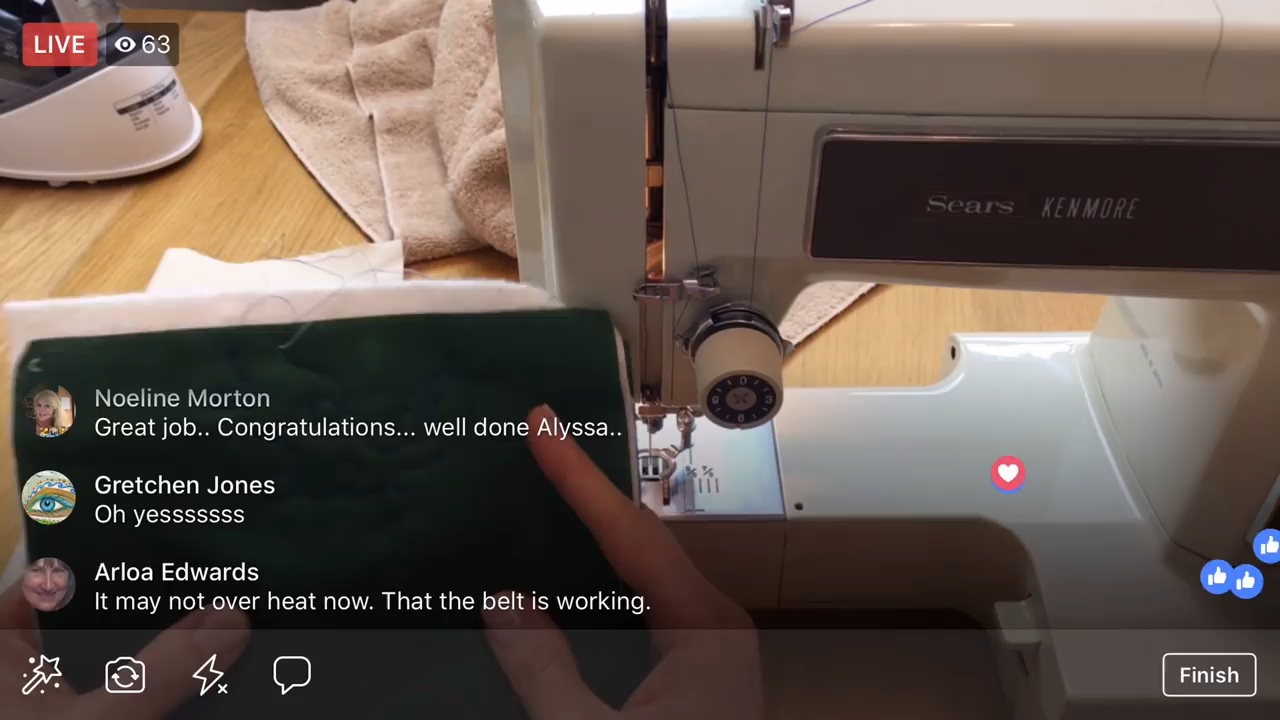 LIVE 63
Sears KENMORE
Noeline Morton
Great job.. Congratulations... well done Alyssa..
Gretchen Jones
Oh yesssssss
Arloa Edwards
It may not over heat now. That the belt is working.
Finish